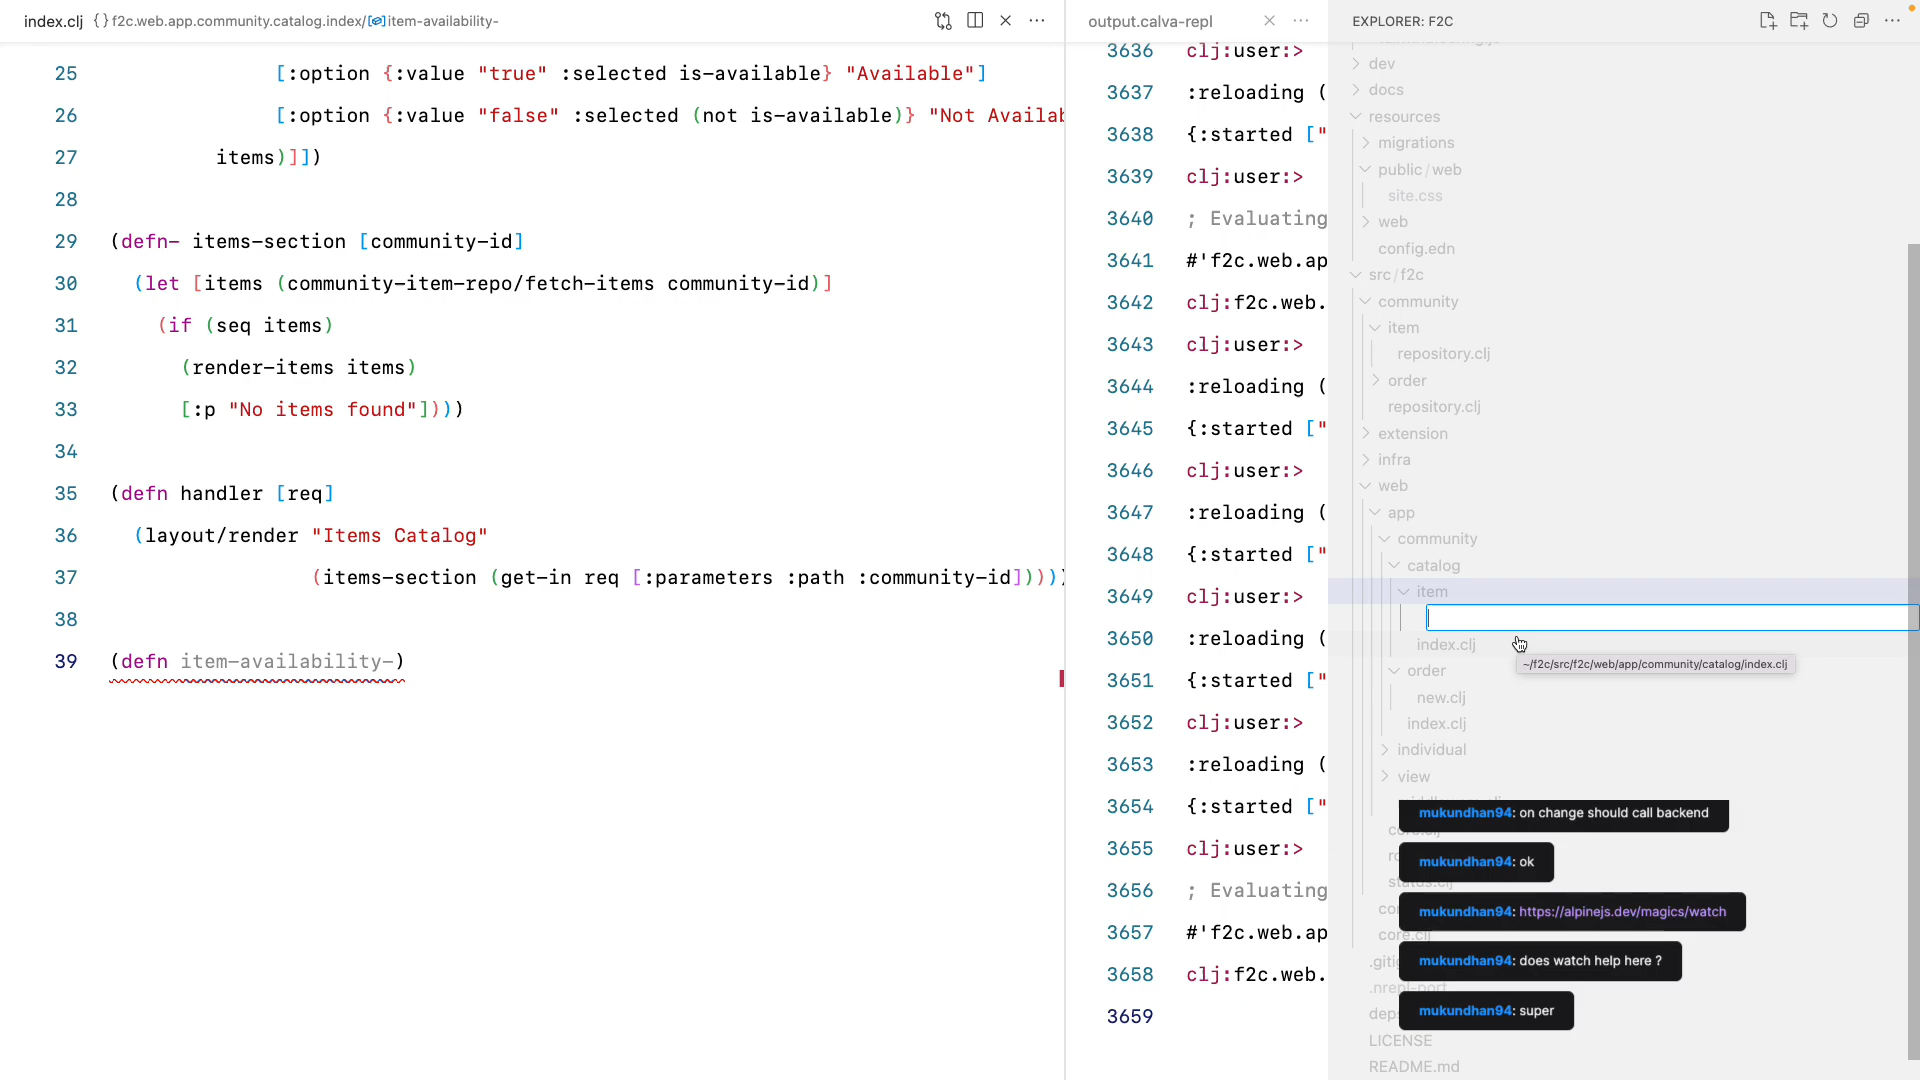 index.clj {} f2c.web.app.community.catalog.index/item-availability-
25 [:option {:value "true" :selected is-available} "Available"]
26 [:option {:value "false" :selected (not is-available)} "Not Availab
27 items)]])
28
29 (defn- items-section [community-id]
30 (let [items (community-item-repo/fetch-items community-id)]
31 (if (seq items)
32 (render-items items)
33 [:p "No items found"])))
34
35 (defn handler [req]
36 (layout/render "Items Catalog"
37 (items-section (get-in req [:parameters :path :community-id]))))
38
39 (defn item-availability-)
output.calva-repl
3636 clj:user:>
3637 :reloading (
3638 {:started ["
3639 clj:user:>
3640 ; Evaluating
3641 #'f2c.web.ap
3642 clj:f2c.web.
3643 clj:user:>
3644 :reloading (
3645 {:started ["
3646 clj:user:>
3647 :reloading (
3648 {:started ["
3649 clj:user:>
3650 :reloading (
3651 {:started ["
3652 clj:user:>
3653 :reloading (
3654 {:started ["
3655 clj:user:>
3656 ; Evaluating
3657 #'f2c.web.ap
3658 clj:f2c.web.
3659
EXPLORER: F2C
dev
docs
resources
migrations
public/web
site.css
web
config.edn
src/f2c
community
item
repository.clj
order
repository.clj
extension
infra
web
app
community
catalog
item
index.clj
~/f2c/src/f2c/web/app/community/catalog/index.clj
order
new.clj
index.clj
individual
view
mukundhan94: on change should call backend
mukundhan94: ok
status.clj
mukundhan94: https://alpinejs.dev/magics/watch
core.clj
mukundhan94: does watch help here ?
.nrepl-port
mukundhan94: super
LICENSE
README.md